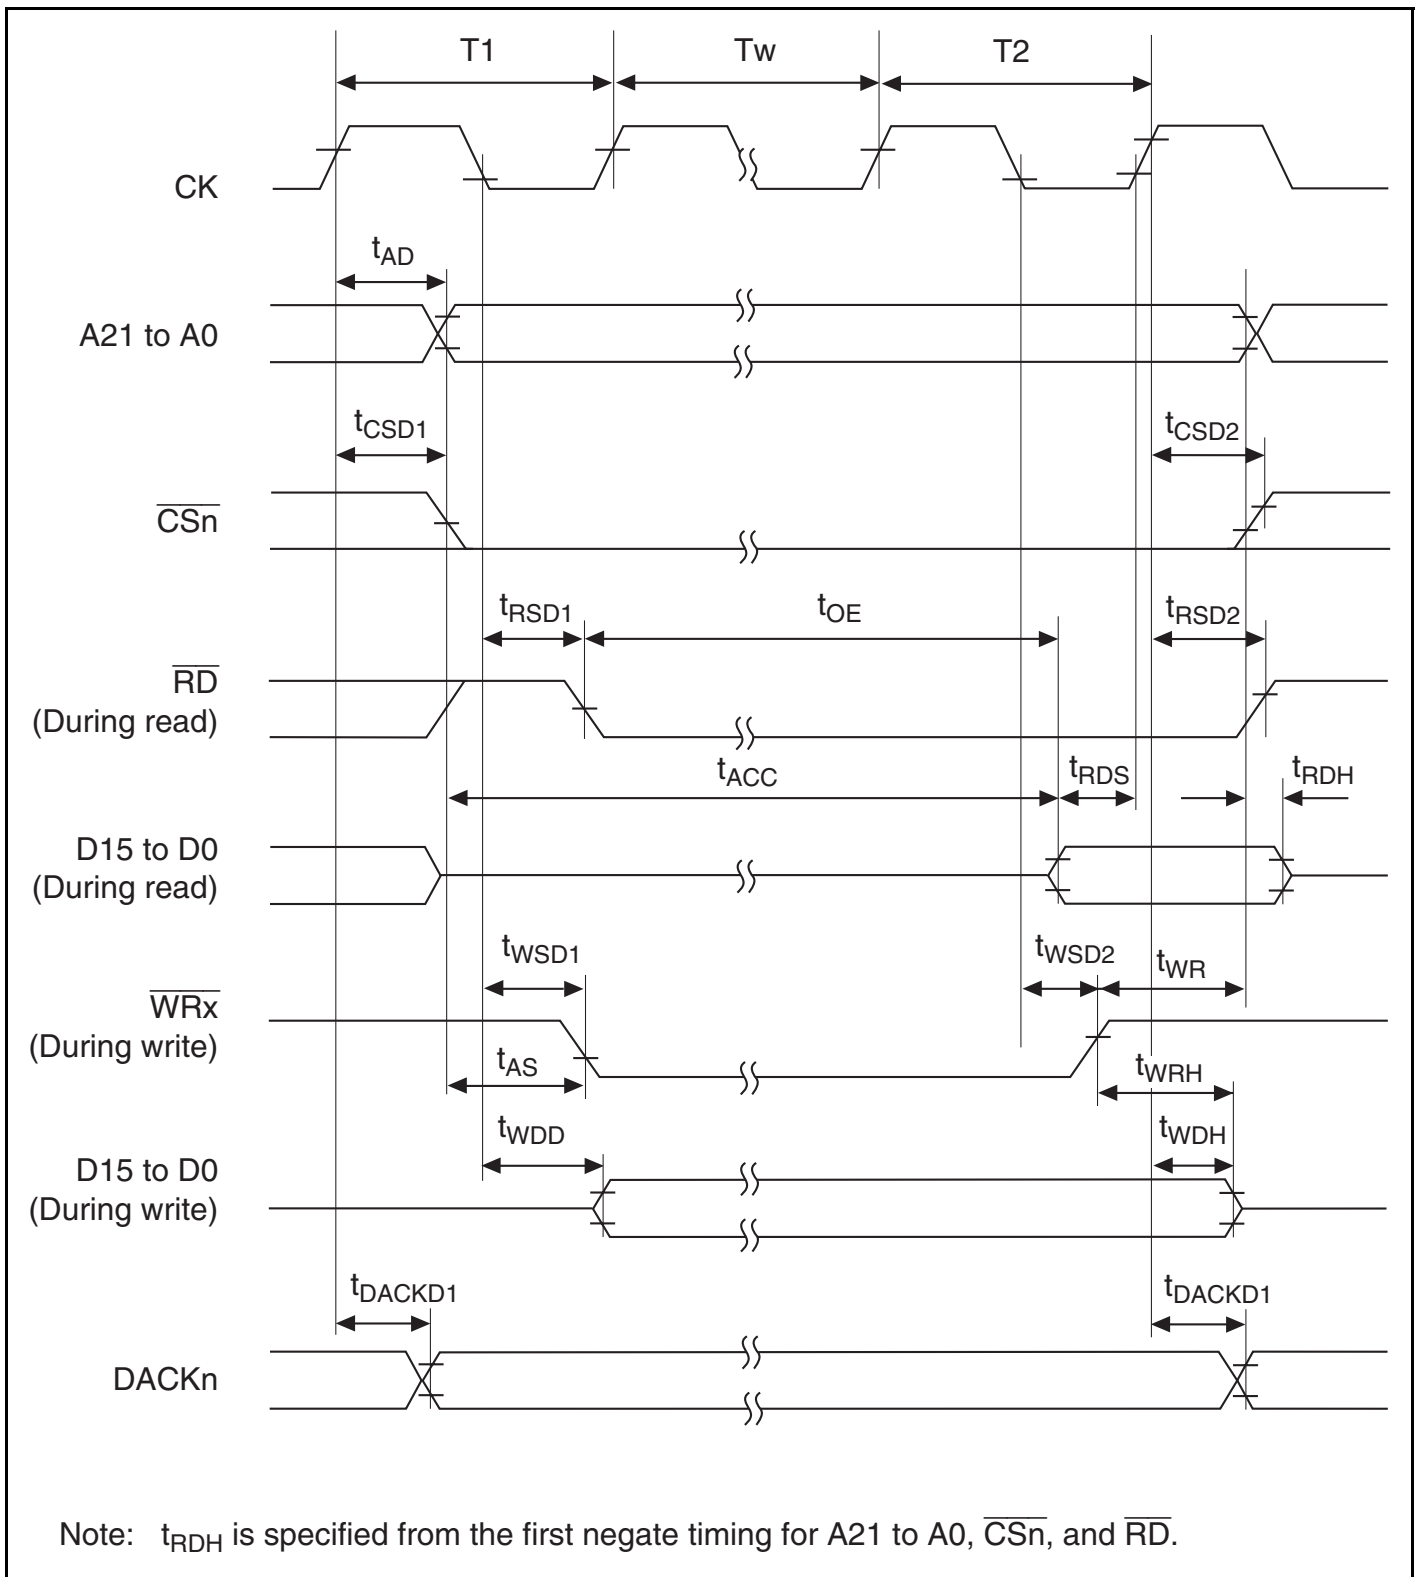 T1 Tw T2
CK
tAD
A21 to A0
tCSD1 tCSD2
CSn
tRSD1 tOE tRSD2
RD
(During read)
tACC tRDS tRDH
D15 to D0
(During read)
tWSD1 tWSD2 tWR
WRx
(During write)
tAS tWRH
tWDD tWDH
D15 to D0
(During write)
tDACKD1 tDACKD1
DACKn
Note: tRDH is specified from the first negate timing for A21 to A0, CSn, and RD.